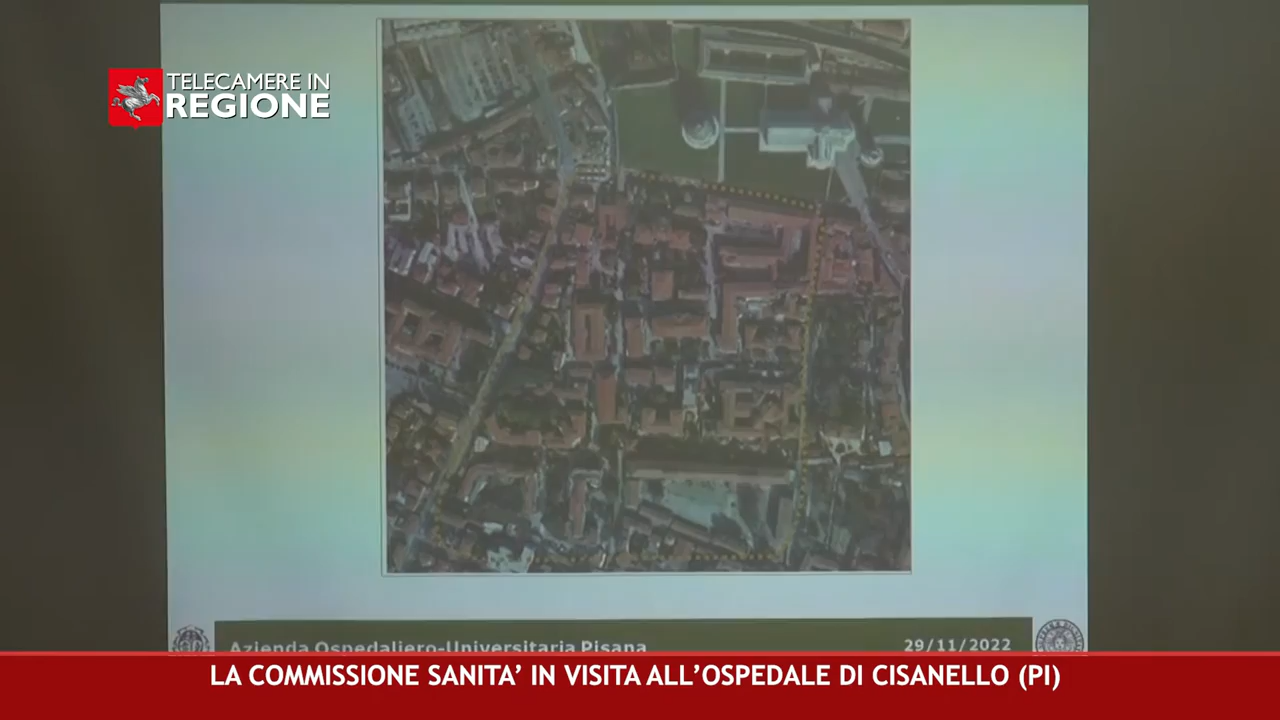 TELECAMERE IN
REGIONE
Azienda Ospedaliero-Universitaria Pisana
29/11/2022
LA COMMISSIONE SANITA’ IN VISITA ALL’OSPEDALE DI CISANELLO (PI)